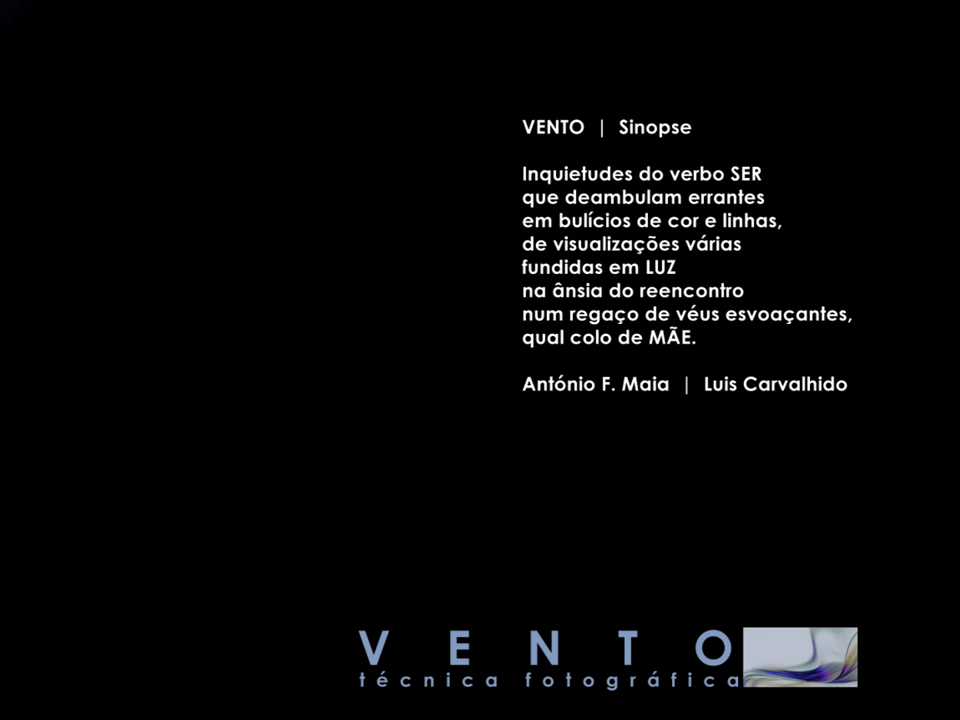 VENTO | Sinopse
Inquietudes do verbo SER
que deambulam errantes
em bulícios de cor e linhas,
de visualizações várias
fundidas em LUZ
na ânsia do reencontro
num regaço de véus esvoaçantes,
qual colo de MÃE.
António F. Maia | Luis Carvalhido
VENTO
técnica fotográfica